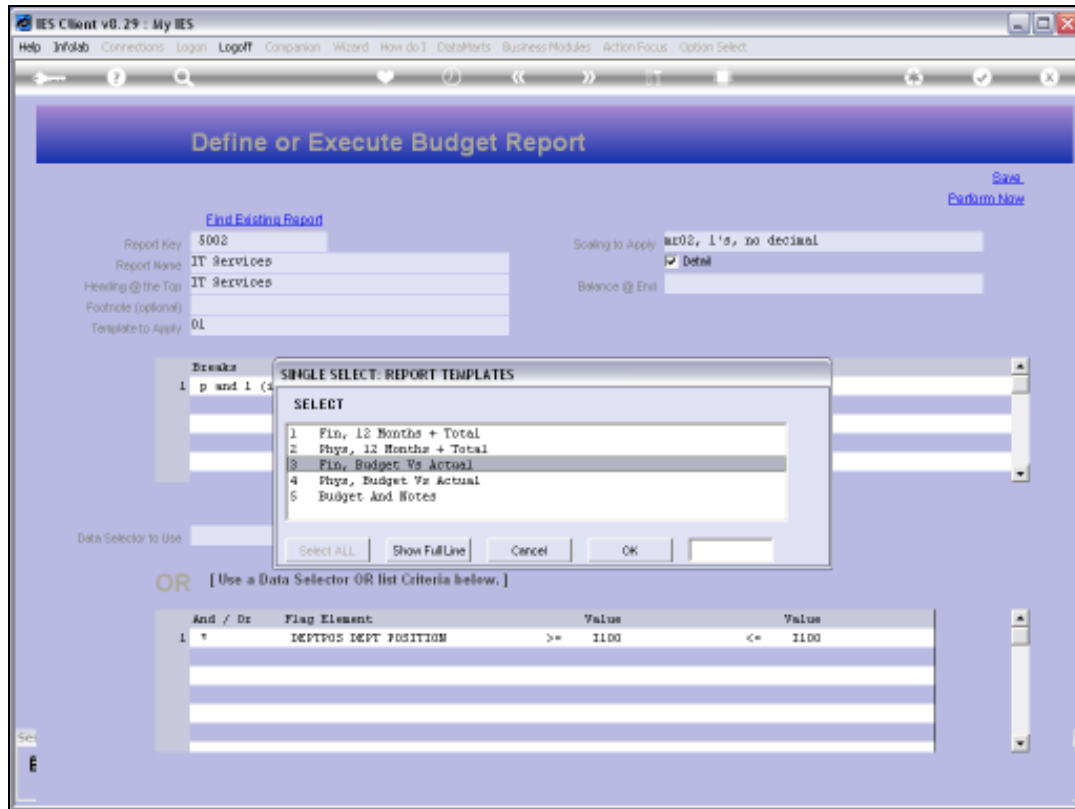 IES Client v8.29 : My IES
Help Infolab Connections Logon Logoff Companion Wizard How do I DataMarts Business Modules Action Focus Option Select
Define or Execute Budget Report
Save
Perform Now
Find Existing Report
Report Key 5002 Scaling to Apply mr02, 1's, no decimal
Report Name IT Services Detail
Heading @ the Top IT Services Balance @ End
Footnote (optional)
Template to Apply 01
Breaks
1 p and l (i
SINGLE SELECT: REPORT TEMPLATES
SELECT
1 Fin, 12 Months + Total
2 Phys, 12 Months + Total
3 Fin, Budget Vs Actual
4 Phys, Budget Vs Actual
5 Budget And Notes
Select ALL Show Full Line Cancel OK
Data Selector to Use
OR [ Use a Data Selector OR list Criteria below. ]
And / Or Flag Element Value Value
1 DEPTPOS DEPT POSITION >= I100 <= I100